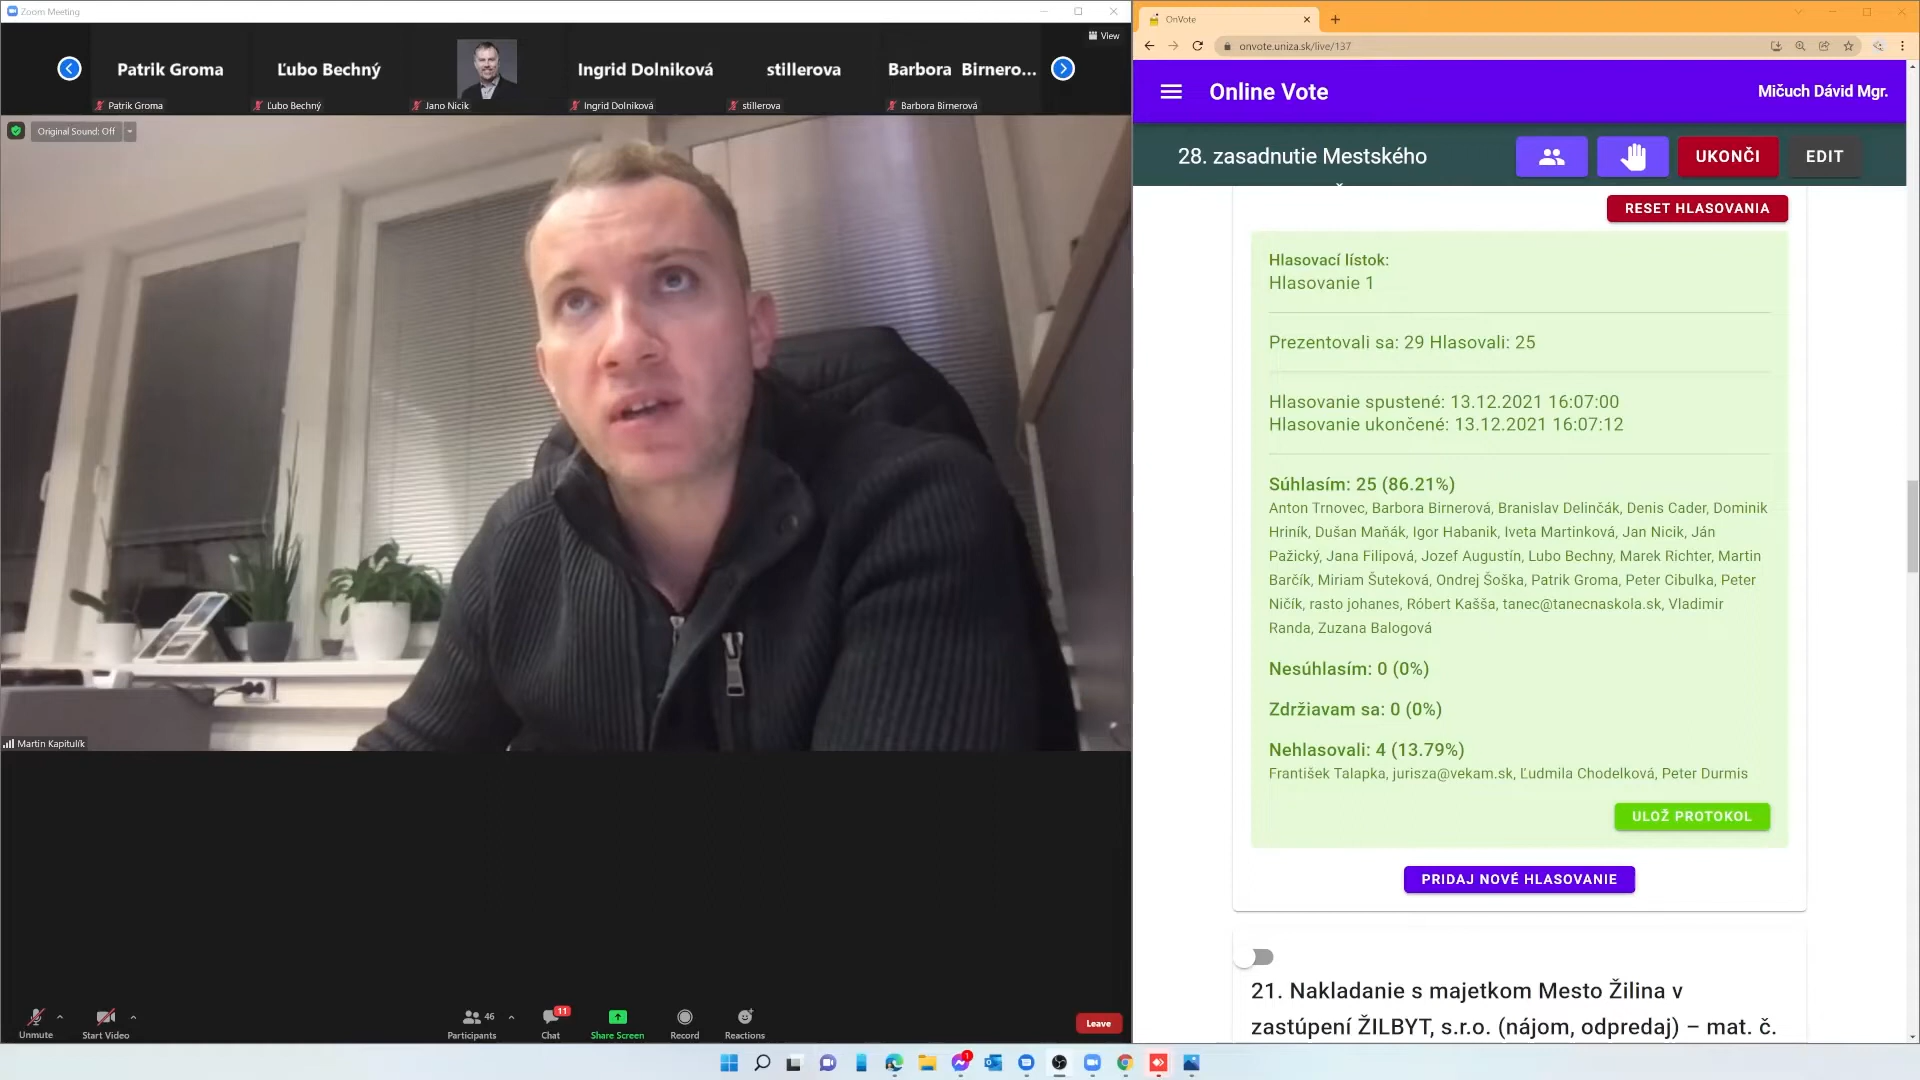 Zoom Meeting
View
Patrik Groma
Ľubo Bechný
Ingrid Dolniková
stillerova
Barbora Birnero...
Patrik Groma
Ľubo Bechný
Jano Nicík
Ingrid Dolniková
stillerova
Barbora Birnerová
Original Sound: Off
Martin Kapitulík
Unmute
Start Video
46
Participants
11
Chat
Share Screen
Record
Reactions
Leave
OnVote
onvote.uniza.sk/live/137
Online Vote
Mičuch Dávid Mgr.
28. zasadnutie Mestského
UKONČI
EDIT
RESET HLASOVANIA
Hlasovací lístok:
Hlasovanie 1
Prezentovali sa: 29 Hlasovali: 25
Hlasovanie spustené: 13.12.2021 16:07:00
Hlasovanie ukončené: 13.12.2021 16:07:12
Súhlasím: 25 (86.21%)
Anton Trnovec, Barbora Birnerová, Branislav Delinčák, Denis Cader, Dominik
Hriník, Dušan Maňák, Igor Habanik, Iveta Martinková, Jan Nicik, Ján
Pažický, Jana Filipová, Jozef Augustín, Lubo Bechny, Marek Richter, Martin
Barčík, Miriam Šuteková, Ondrej Šoška, Patrik Groma, Peter Cibulka, Peter
Ničík, rasto johanes, Róbert Kašša, tanec@tanecnaskola.sk, Vladimir
Randa, Zuzana Balogová
Nesúhlasím: 0 (0%)
Zdržiavam sa: 0 (0%)
Nehlasovali: 4 (13.79%)
František Talapka, jurisza@vekam.sk, Ľudmila Chodelková, Peter Durmis
ULOŽ PROTOKOL
PRIDAJ NOVÉ HLASOVANIE
21. Nakladanie s majetkom Mesto Žilina v
zastúpení ŽILBYT, s.r.o. (nájom, odpredaj) – mat. č.
1